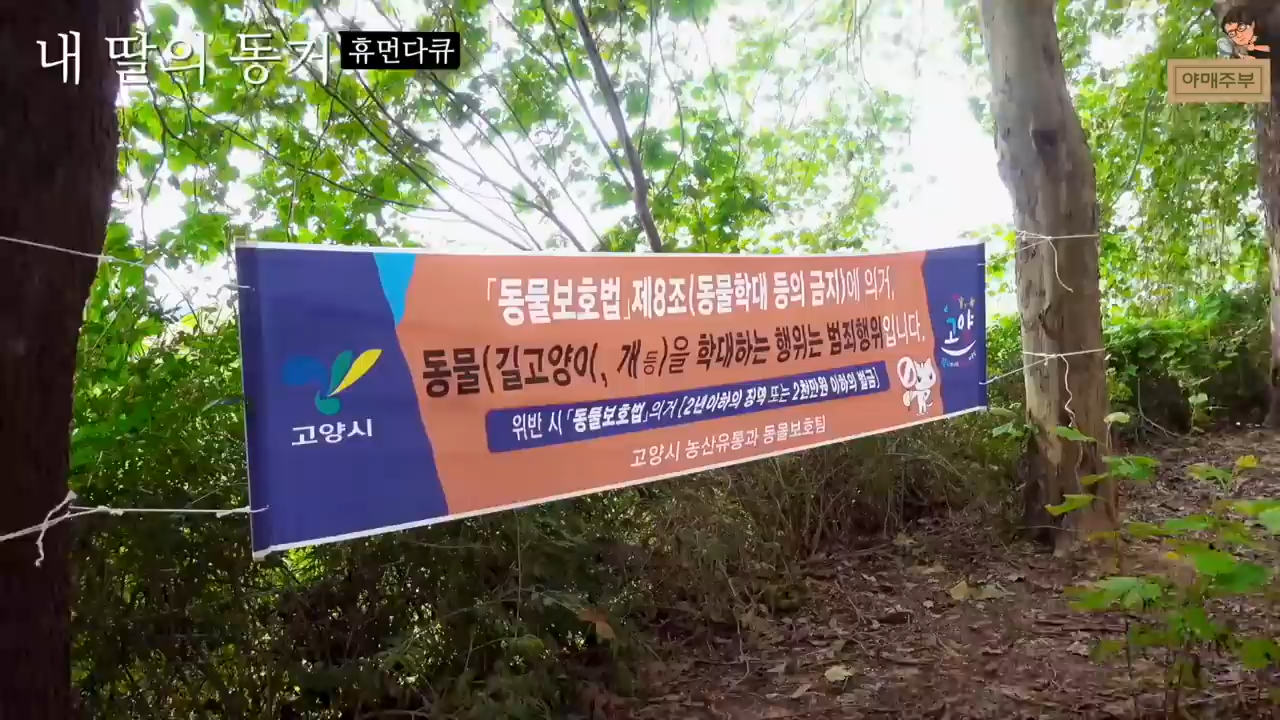 내 딸의 동거 휴먼다큐
야매주부
「동물보호법」제8조(동물학대 등의 금지)에 의거,
동물(길고양이, 개 등)을 학대하는 행위는 범죄행위입니다.
위반 시 「동물보호법」의거 (2년이하의 징역 또는 2천만원 이하의 벌금)
고양시 농산유통과 동물보호팀
고양시
고양